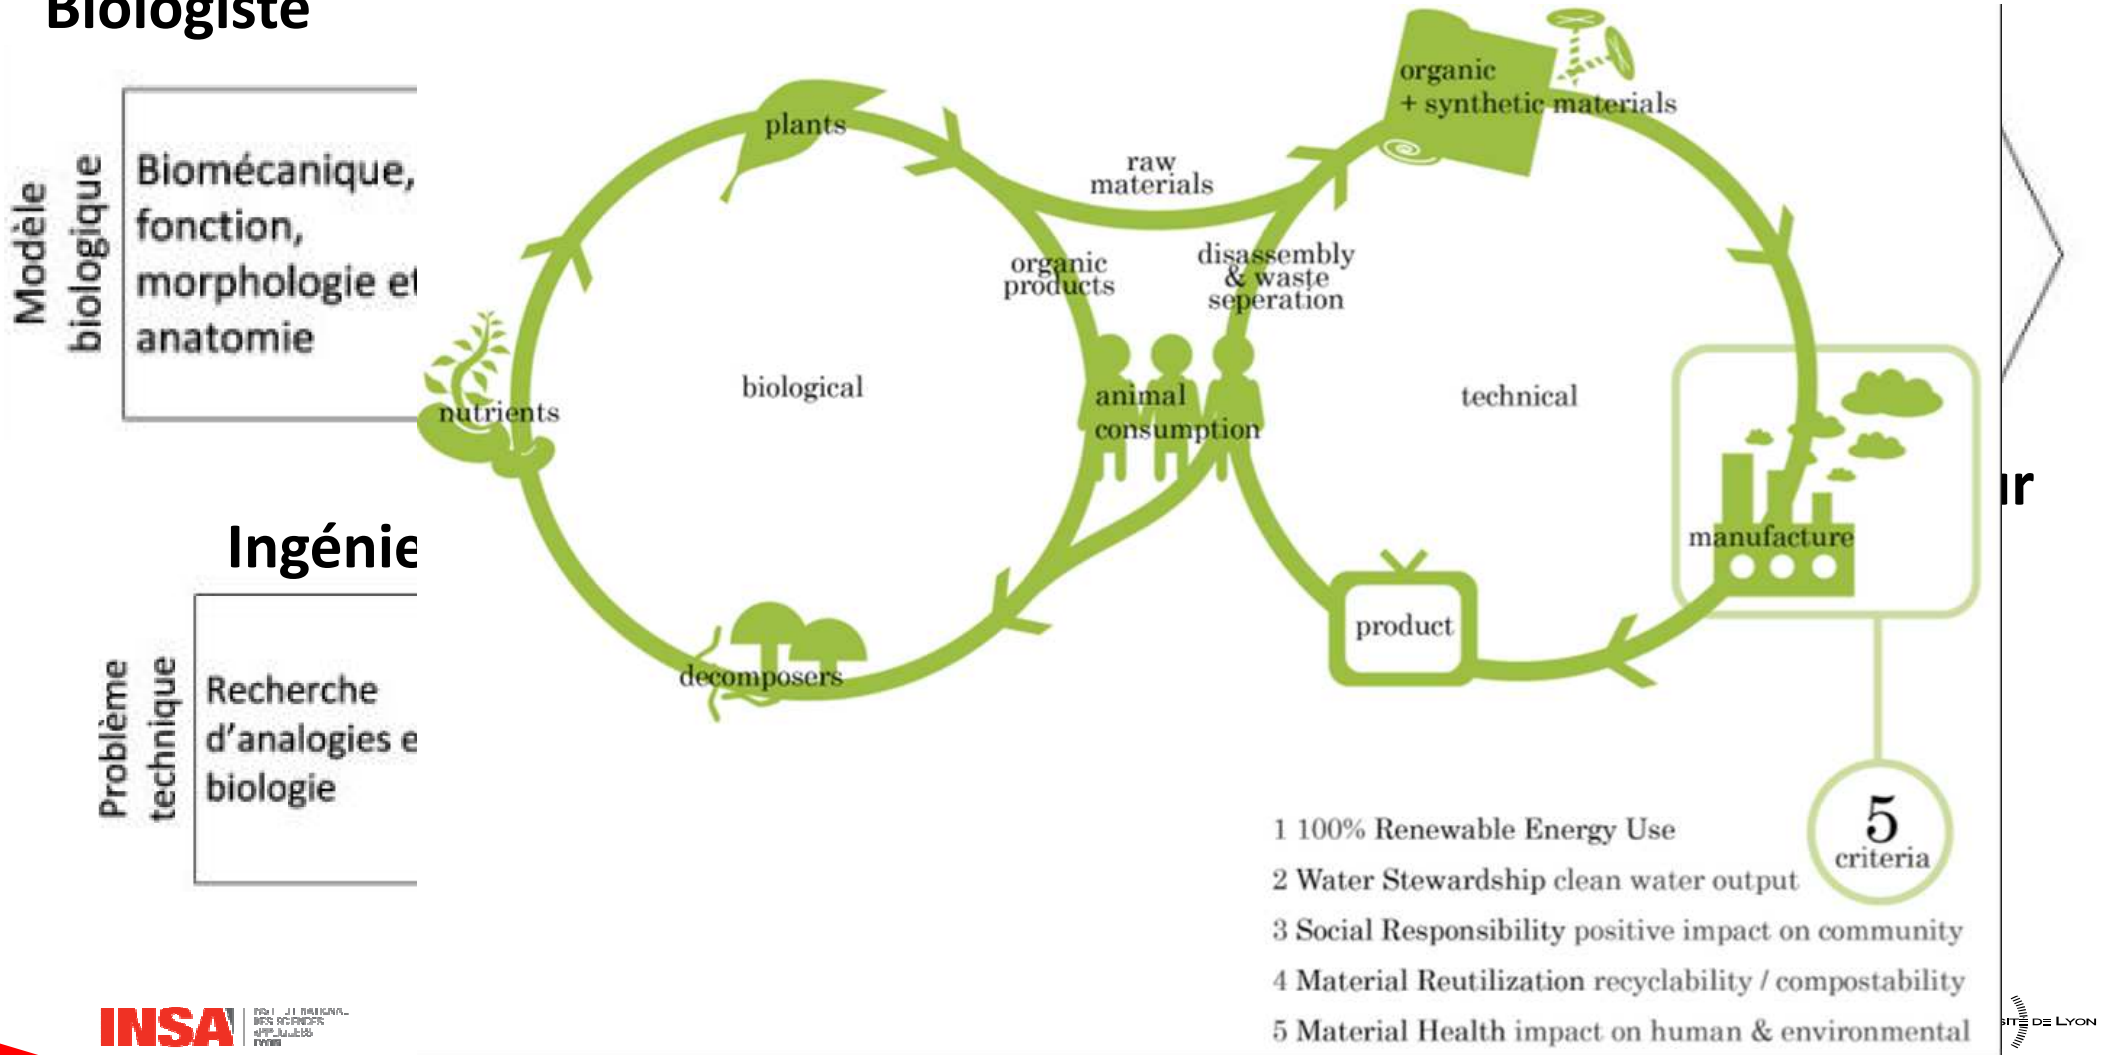 Biologiste
Modèle
biologique
Biomécanique,
fonction,
morphologie et
anatomie
plants
organic
+ synthetic materials
raw
materials
organic
products
disassembly
& waste
seperation
nutrients
biological
animal
consumption
technical
manufacture
product
decomposers
ur
Ingénie
Problème
technique
Recherche
d'analogies e
biologie
5
criteria
1 100% Renewable Energy Use
2 Water Stewardship clean water output
3 Social Responsibility positive impact on community
4 Material Reutilization recyclability / compostability
5 Material Health impact on human & environmental
INSA
DE LYON